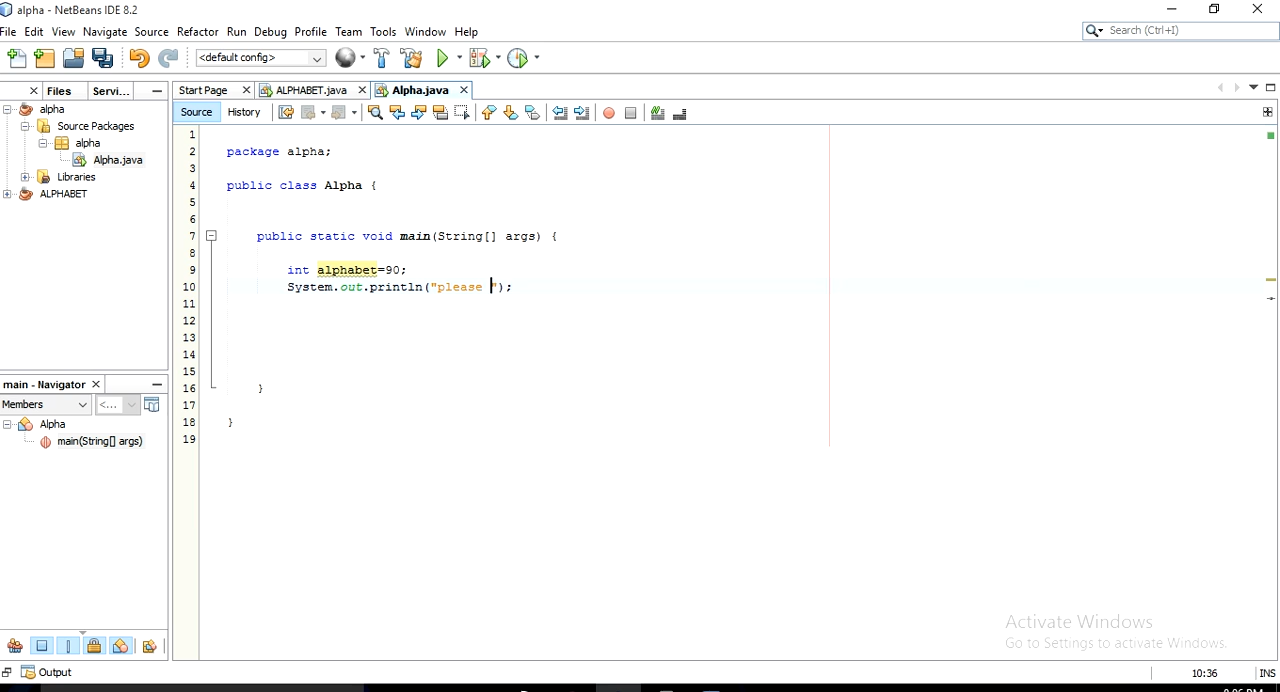 alpha - NetBeans IDE 8.2
File Edit View Navigate Source Refactor Run Debug Profile Team Tools Window Help
Search (Ctrl+I)
<default config>
Files Servi...
Start Page ALPHABET.java Alpha.java
alpha
Source Packages
alpha
Alpha.java
Libraries
ALPHABET
Source History
1
2 package alpha;
3
4 public class Alpha {
5
6
7 public static void main(String[] args) {
8
9 int alphabet=90;
10 System.out.println("please ");
11
12
13
14
15
16 }
17
18 }
19
main - Navigator
Members <...
Alpha
main(String[] args)
Activate Windows
Go to Settings to activate Windows.
Output
10:36 INS